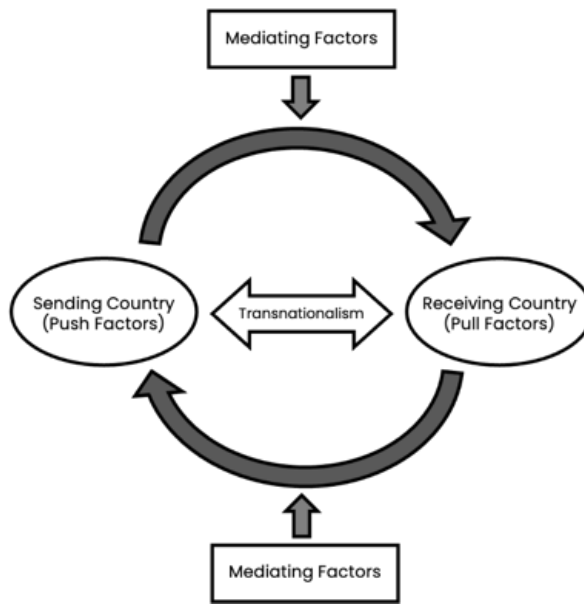 Mediating Factors
Sending Country
(Push Factors)
Transnationalism
Receiving Country
(Pull Factors)
Mediating Factors